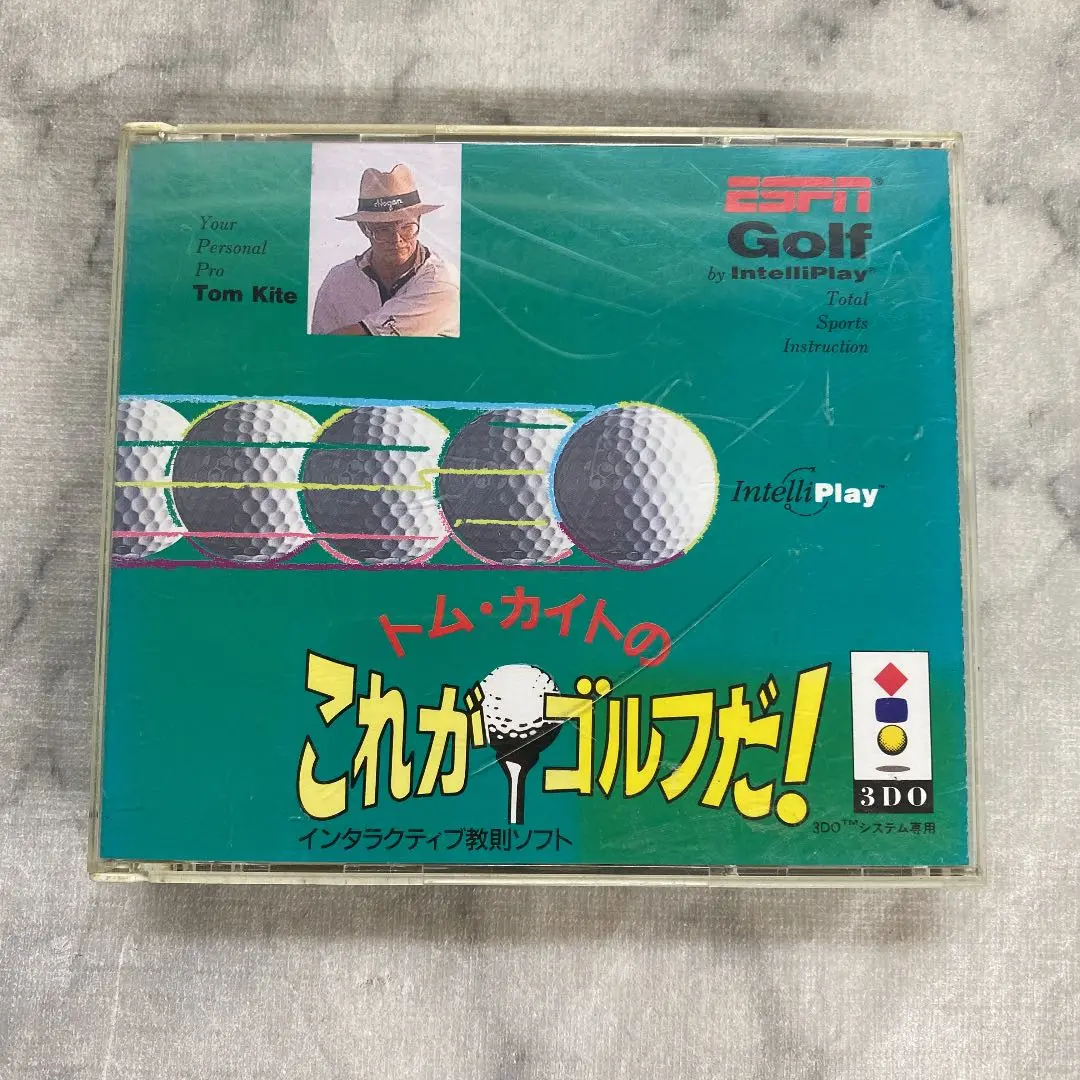 Your
Personal
Pro
Tom Kite
Hogan
ESPN®
Golf
by IntelliPlay®
Total
Sports
Instruction
IntelliPlay™
トム・カイトの
これがゴルフだ!
インタラクティブ教則ソフト
3DO
3DO™システム専用